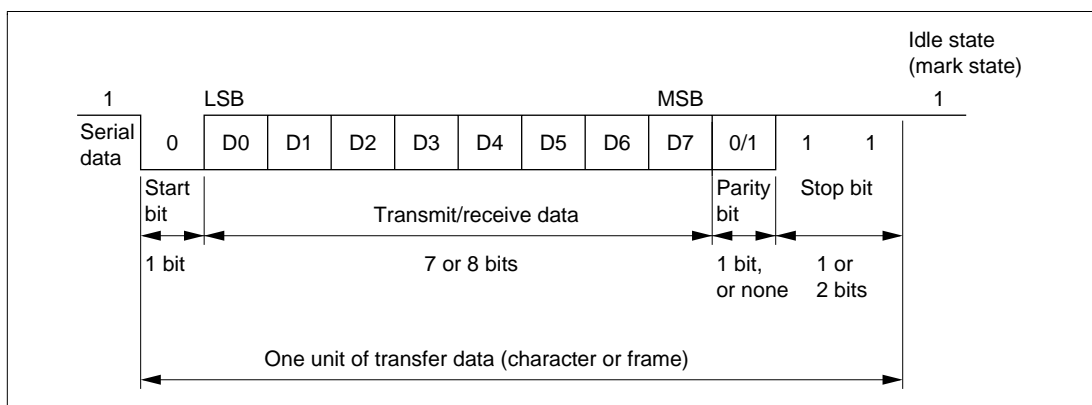 Idle state
(mark state)
1 LSB MSB 1
Serial
data
0 D0 D1 D2 D3 D4 D5 D6 D7 0/1 1 1
Start
bit
Transmit/receive data
Parity
bit
Stop bit
1 bit
7 or 8 bits
1 bit,
or none
1 or
2 bits
One unit of transfer data (character or frame)